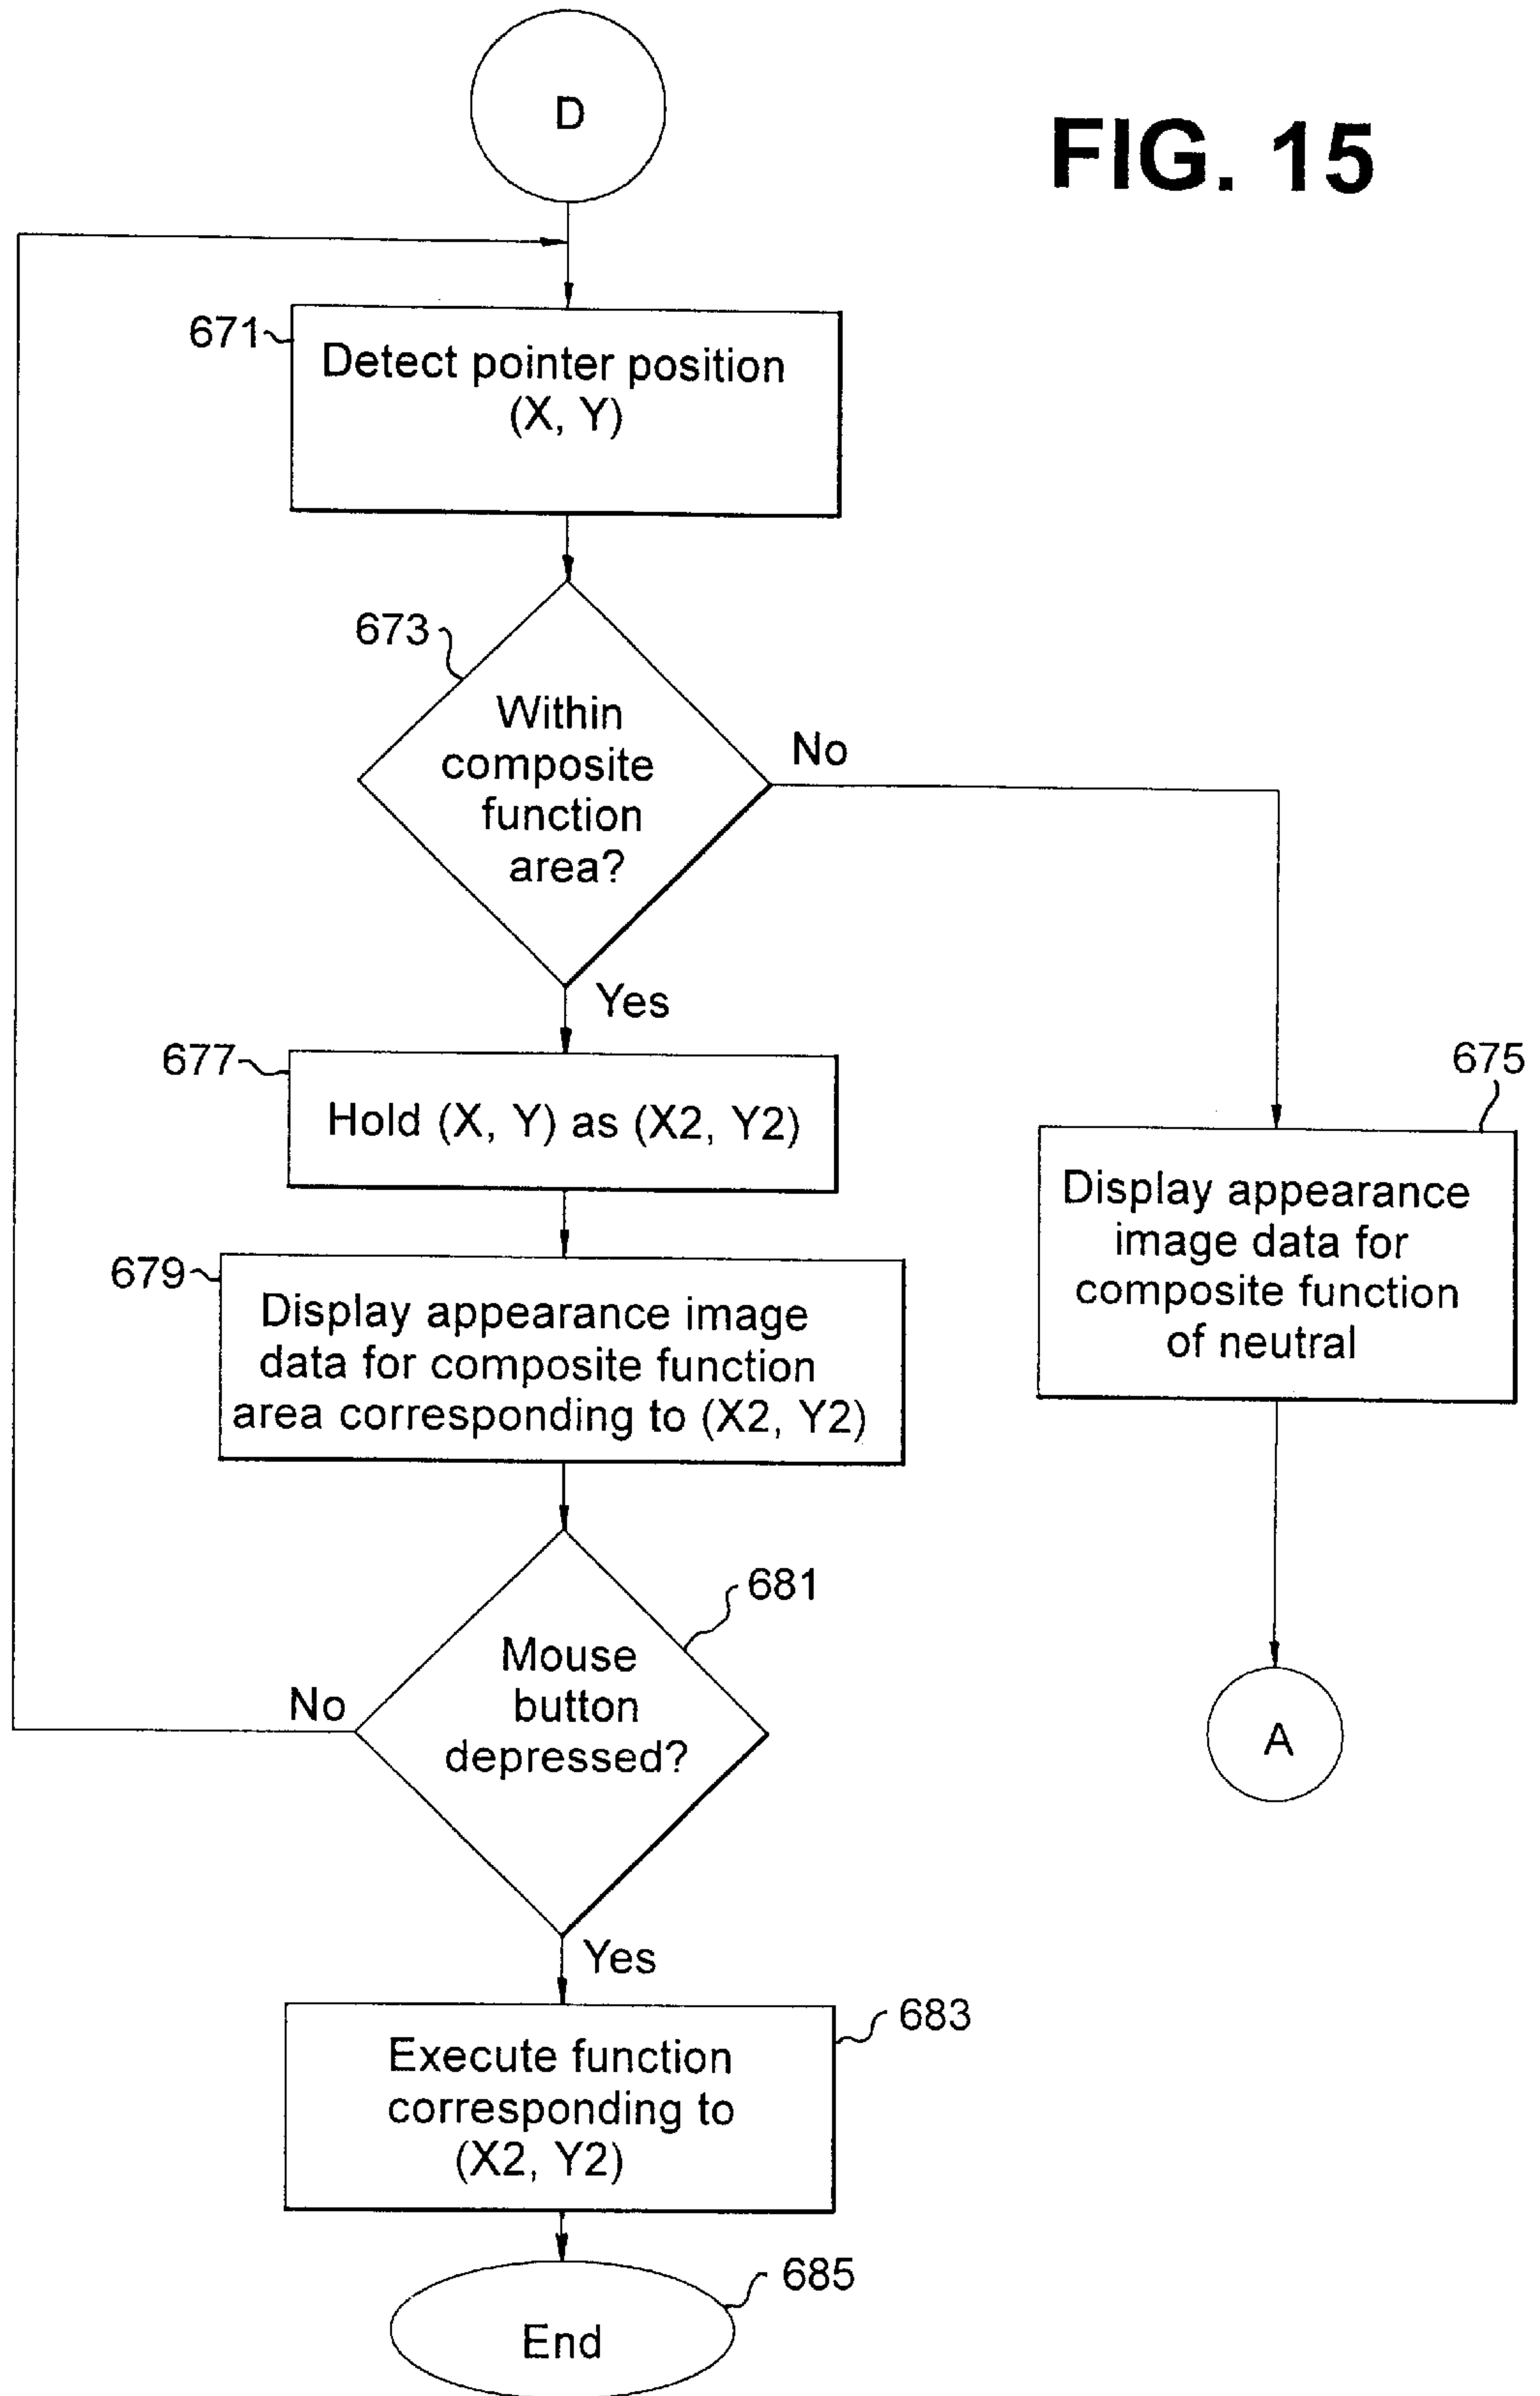 D
FIG. 15
671
Detect pointer position
(X, Y)
673
Within
composite
function
area?
No
Yes
677
Hold (X, Y) as (X2, Y2)
675
Display appearance
image data for
composite function
of neutral
679
Display appearance image
data for composite function
area corresponding to (X2, Y2)
681
Mouse
button
depressed?
No
A
Yes
683
Execute function
corresponding to
(X2, Y2)
685
End